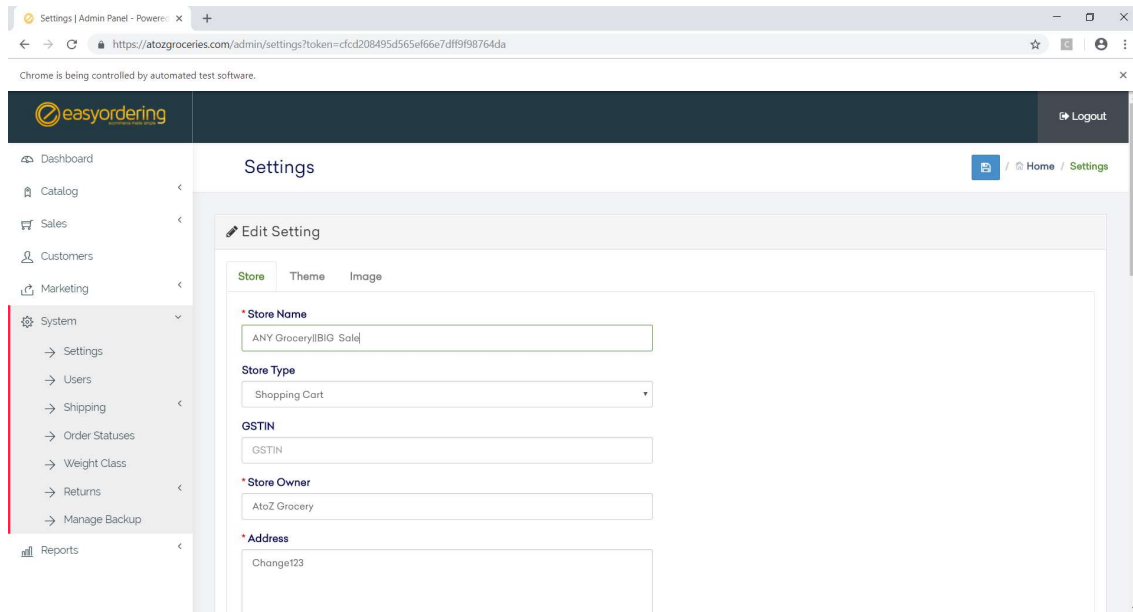 Settings | Admin Panel - Powered
https://atozgroceries.com/admin/settings?token=cfcd208495d565ef66e7dff9f98764da
Chrome is being controlled by automated test software.
easyordering
Logout
Dashboard
Catalog
Sales
Customers
Marketing
System
Settings
Users
Shipping
Order Statuses
Weight Class
Returns
Manage Backup
Reports
Settings
/ Home / Settings
Edit Setting
Store Theme Image
* Store Name
ANY Grocery||BIG Sale
Store Type
Shopping Cart
GSTIN
GSTIN
* Store Owner
AtoZ Grocery
* Address
Change123